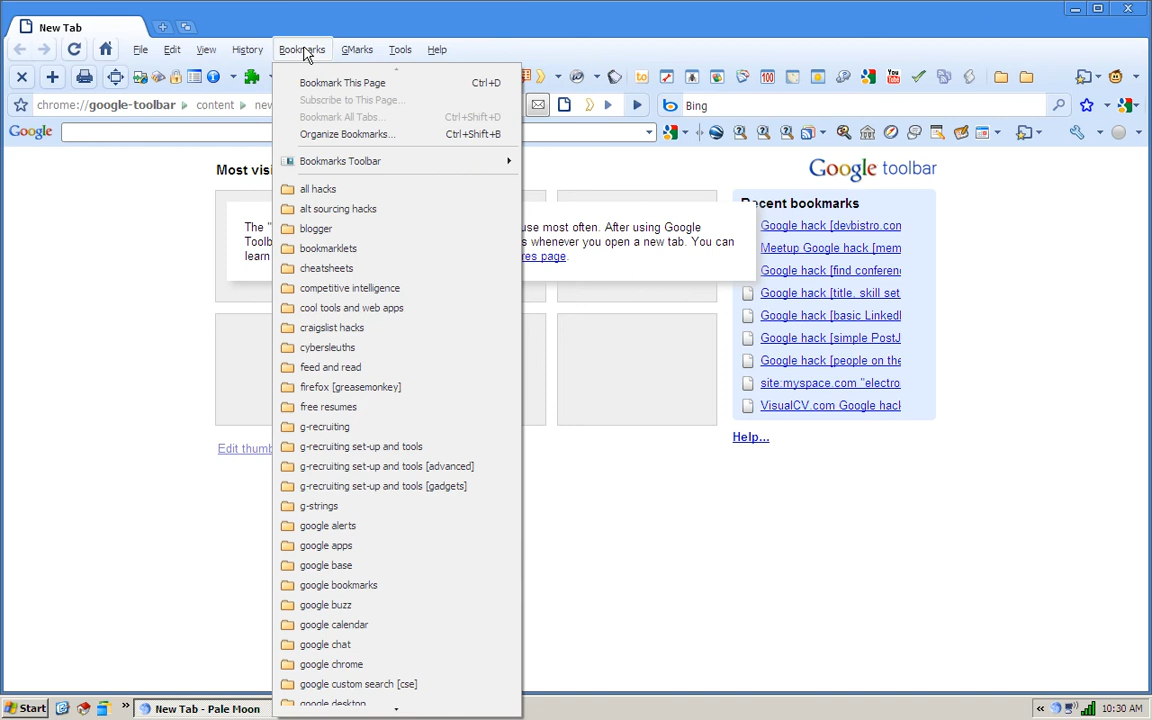 New Tab
File Edit View History Bookmarks GMarks Tools Help
to 100 You
chrome://google-toolbar content nev
Bing
Google
Bookmark This Page Ctrl+D
Subscribe to This Page...
Bookmark All Tabs... Ctrl+Shift+D
Organize Bookmarks... Ctrl+Shift+B
Bookmarks Toolbar
all hacks
alt sourcing hacks
blogger
bookmarklets
cheatsheets
competitive intelligence
cool tools and web apps
craigslist hacks
cybersleuths
feed and read
firefox [greasemonkey]
free resumes
g-recruiting
g-recruiting set-up and tools
g-recruiting set-up and tools [advanced]
g-recruiting set-up and tools [gadgets]
g-strings
google alerts
google apps
google base
google bookmarks
google buzz
google calendar
google chat
google chrome
google custom search [cse]
google desktop
Most visi
The "
Toolb
learn
use most often. After using Google
s whenever you open a new tab. You can
res page.
Edit thumb
Google toolbar
Recent bookmarks
Google hack [devbistro.con
Meetup Google hack [mem
Google hack [find conferen
Google hack [title, skill set
Google hack [basic Linked
Google hack [simple PostJ
Google hack [people on the
site:myspace.com "electro
VisualCV.com Google hacl
Help...
Start
New Tab - Pale Moon
10:30 AM